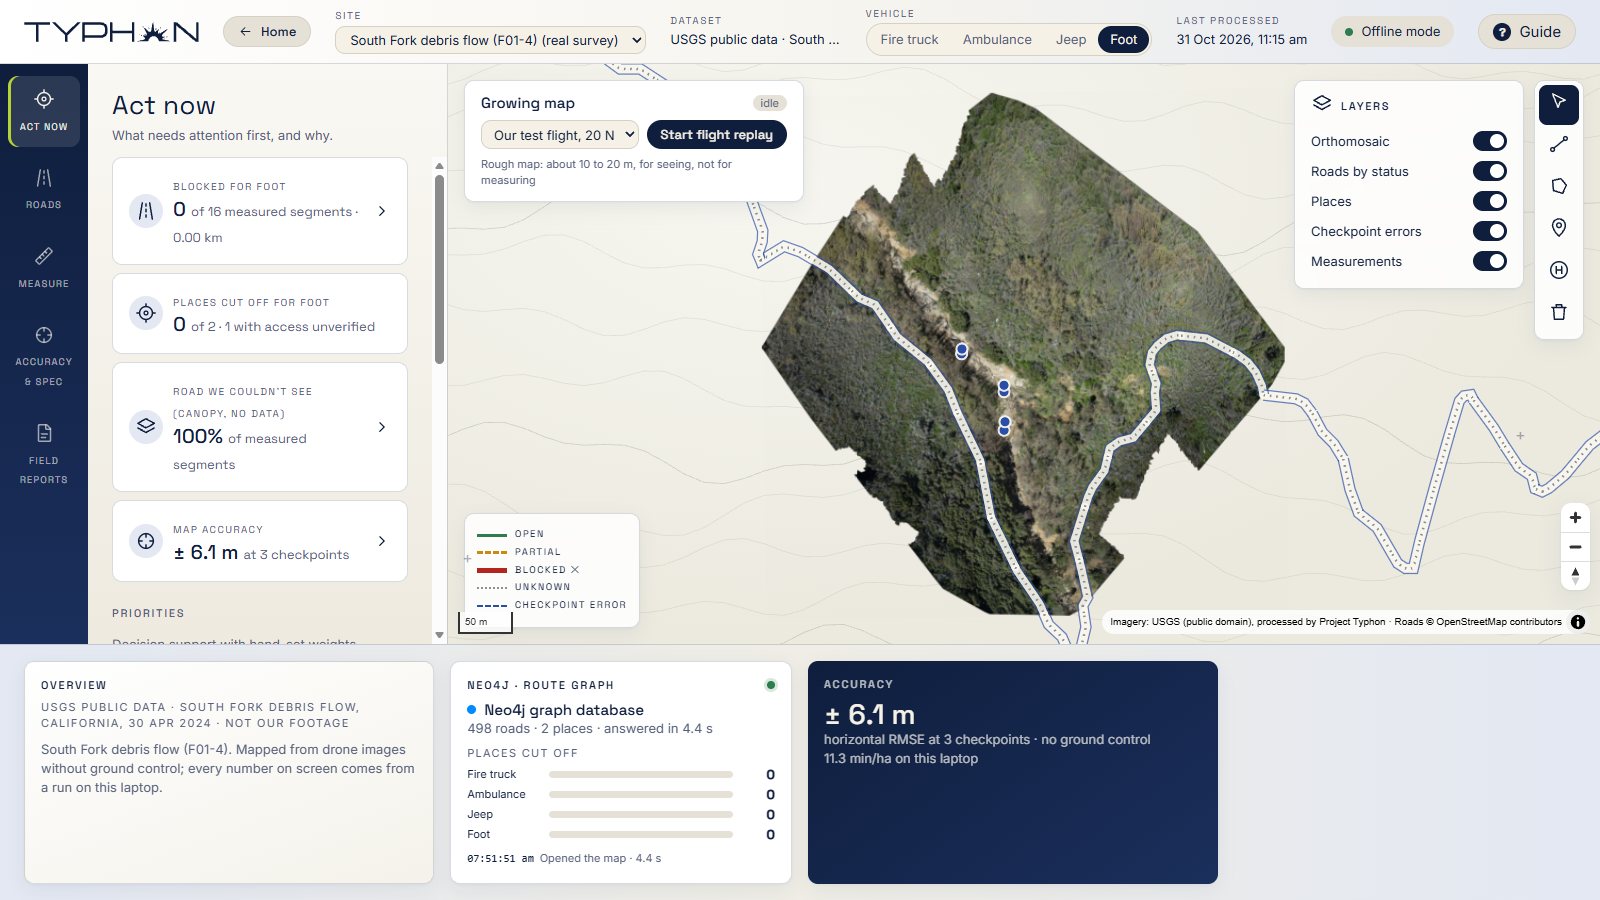 TYPHON
← Home
SITE
South Fork debris flow (F01-4) (real survey)
DATASET
USGS public data · South ...
VEHICLE
Fire truck
Ambulance
Jeep
Foot
LAST PROCESSED
31 Oct 2026, 11:15 am
Offline mode
? Guide
ACT NOW
ROADS
MEASURE
ACCURACY
& SPEC
FIELD
REPORTS
Act now
What needs attention first, and why.
BLOCKED FOR FOOT
0 of 16 measured segments ·
0.00 km
PLACES CUT OFF FOR FOOT
0 of 2 · 1 with access unverified
ROAD WE COULDN'T SEE
(CANOPY, NO DATA)
100% of measured
segments
MAP ACCURACY
± 6.1 m at 3 checkpoints
PRIORITIES
Decision support with hand-set weights
Growing map
idle
Our test flight, 20 N
Start flight replay
Rough map: about 10 to 20 m, for seeing, not for
measuring
LAYERS
Orthomosaic
Roads by status
Places
Checkpoint errors
Measurements
H
OPEN
PARTIAL
BLOCKED ✕
UNKNOWN
CHECKPOINT ERROR
50 m
Imagery: USGS (public domain), processed by Project Typhon · Roads © OpenStreetMap contributors
OVERVIEW
USGS PUBLIC DATA · SOUTH FORK DEBRIS FLOW,
CALIFORNIA, 30 APR 2024 · NOT OUR FOOTAGE
South Fork debris flow (F01-4). Mapped from drone images
without ground control; every number on screen comes from
a run on this laptop.
NEO4J · ROUTE GRAPH
Neo4j graph database
498 roads · 2 places · answered in 4.4 s
PLACES CUT OFF
Fire truck 0
Ambulance 0
Jeep 0
Foot 0
07:51:51 am Opened the map · 4.4 s
ACCURACY
± 6.1 m
horizontal RMSE at 3 checkpoints · no ground control
11.3 min/ha on this laptop